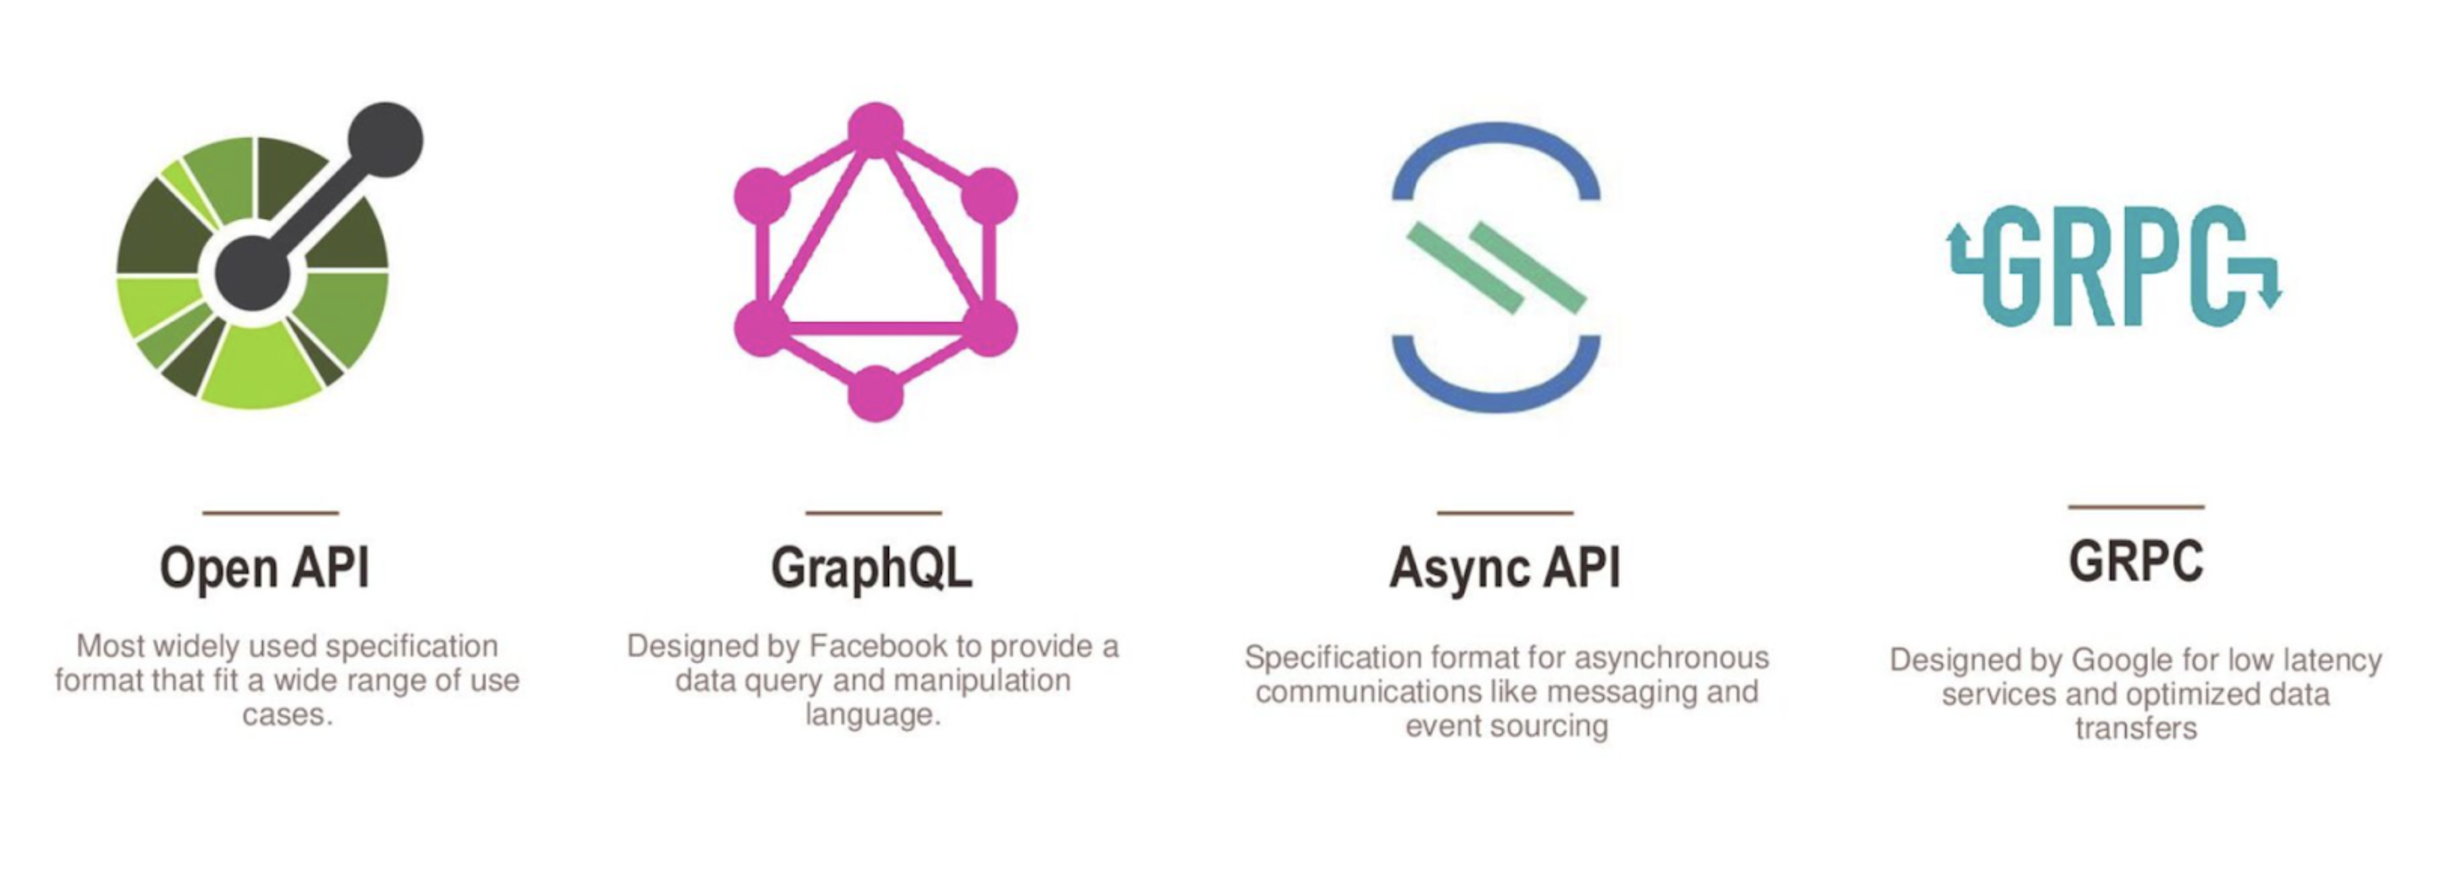 GRPC
Open API
Most widely used specification
format that fit a wide range of use
cases.
GraphQL
Designed by Facebook to provide a
data query and manipulation
language.
Async API
Specification format for asynchronous
communications like messaging and
event sourcing
GRPC
Designed by Google for low latency
services and optimized data
transfers